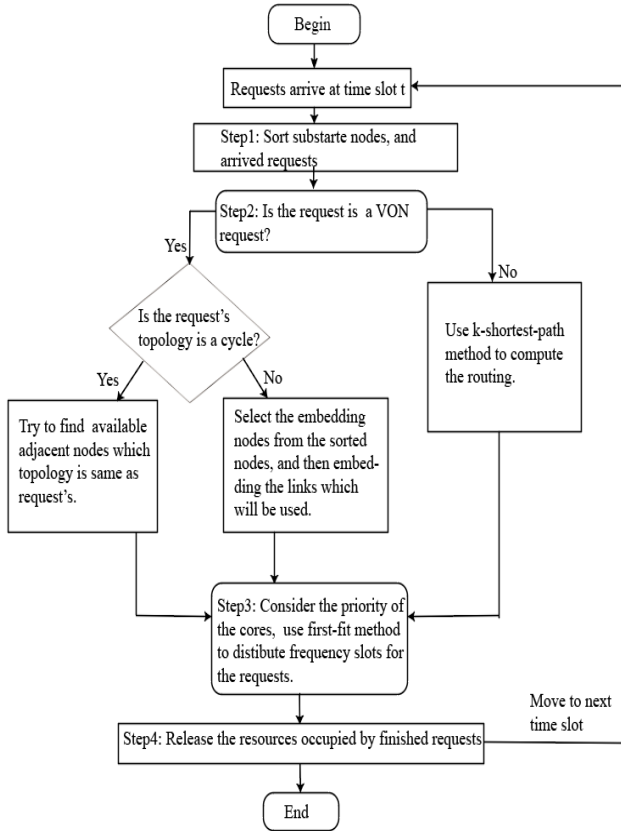 Begin
Requests arrive at time slot t
Step1: Sort substarte nodes, and
arrived requests
Step2: Is the request is a VON
request?
Yes
No
Is the request's
topology is a cycle?
Use k-shortest-path
method to compute
the routing.
Yes
No
Try to find available
adjacent nodes which
topology is same as
request's.
Select the embedding
nodes from the sorted
nodes, and then embed-
ding the links which
will be used.
Step3: Consider the priority of
the cores, use first-fit method
to distibute frequency slots for
the requests.
Move to next
time slot
Step4: Release the resources occupied by finished requests
End